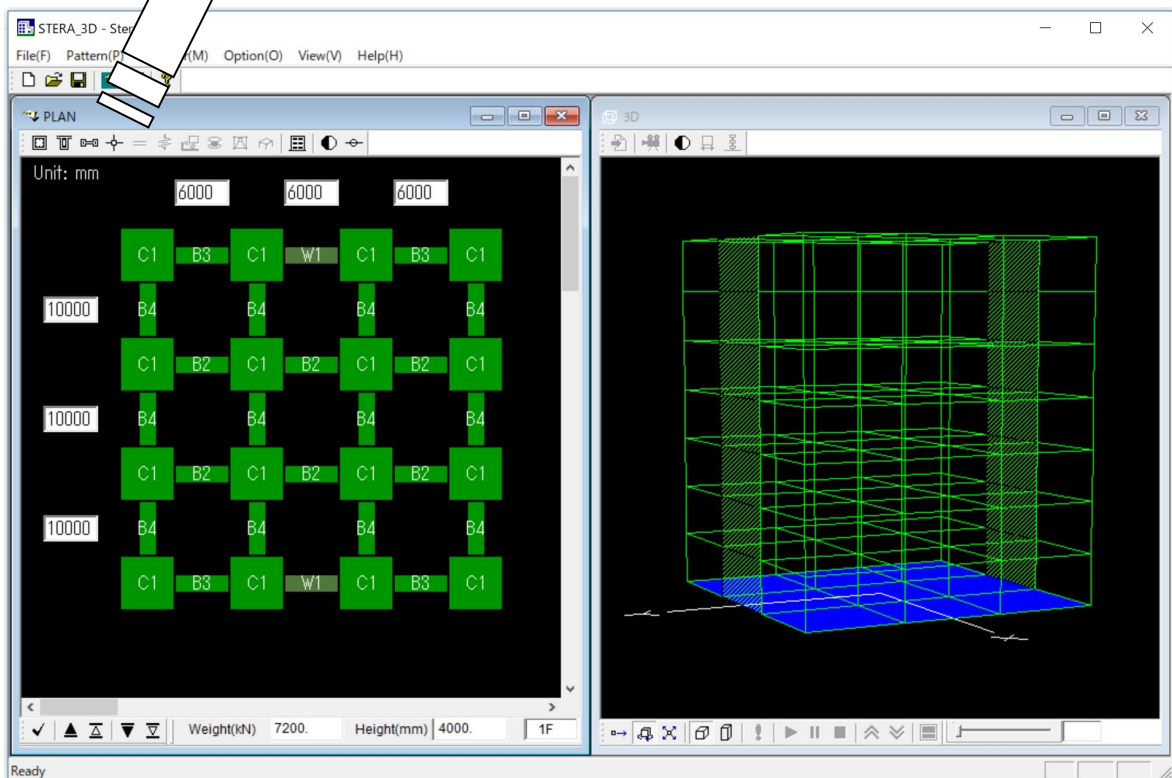 STERA_3D - Ster
File(F) Pattern(P) r(M) Option(O) View(V) Help(H)
PLAN
3D
Unit: mm
6000 6000 6000
C1 B3 C1 W1 C1 B3 C1
10000 B4 B4 B4 B4
C1 B2 C1 B2 C1 B2 C1
10000 B4 B4 B4 B4
C1 B2 C1 B2 C1 B2 C1
10000 B4 B4 B4 B4
C1 B3 C1 W1 C1 B3 C1
Weight(kN) 7200. Height(mm) 4000. 1F
Ready